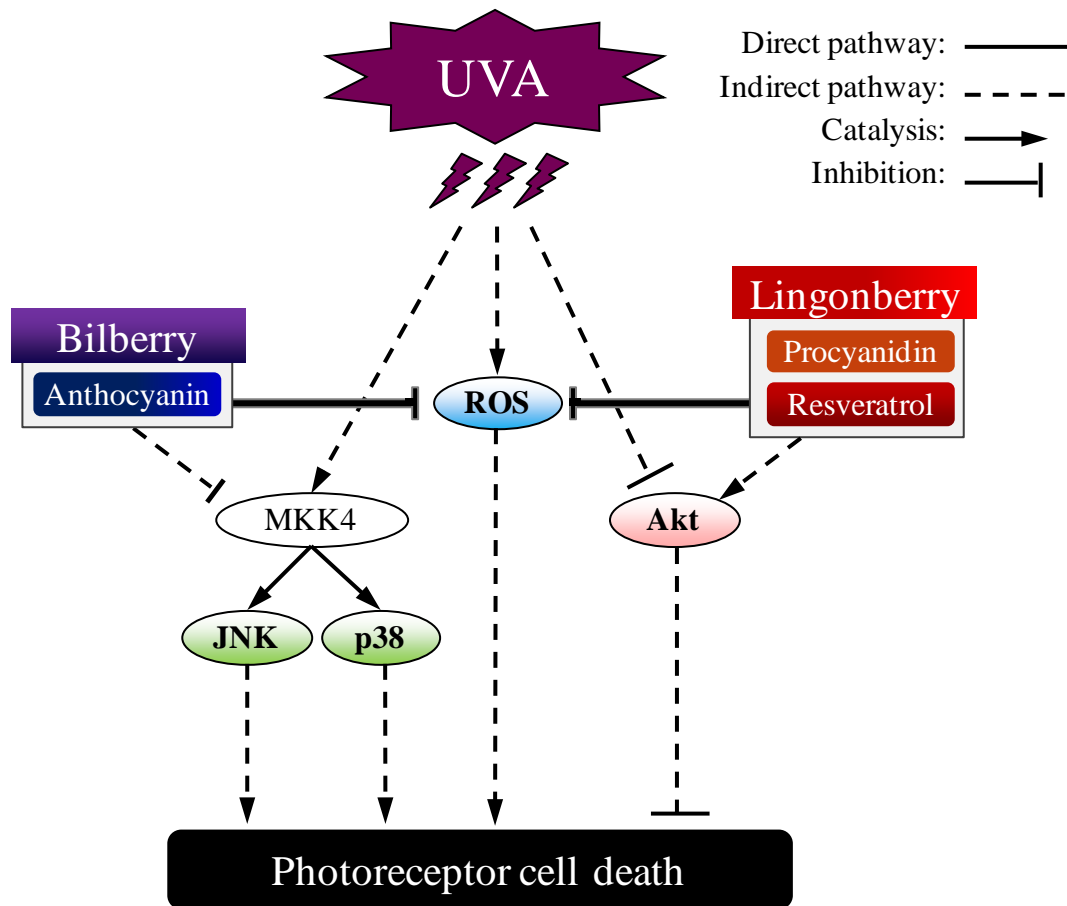 UVA
Direct pathway:
Indirect pathway:
Catalysis:
Inhibition:
Bilberry
Anthocyanin
Lingonberry
Procyanidin
Resveratrol
ROS
MKK4
Akt
JNK
p38
Photoreceptor cell death